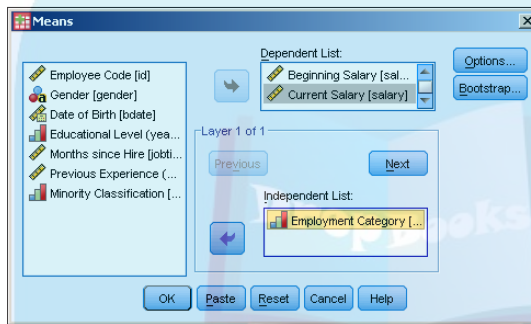 Means
Dependent List:
Employee Code [id]
Gender [gender]
Date of Birth [bdate]
Educational Level (yea...
Months since Hire [jobti...
Previous Experience (...
Minority Classification [...
Beginning Salary [sal...
Current Salary [salary]
Options...
Bootstrap...
Layer 1 of 1
Previous
Next
Independent List:
Employment Category [...
OK
Paste
Reset
Cancel
Help